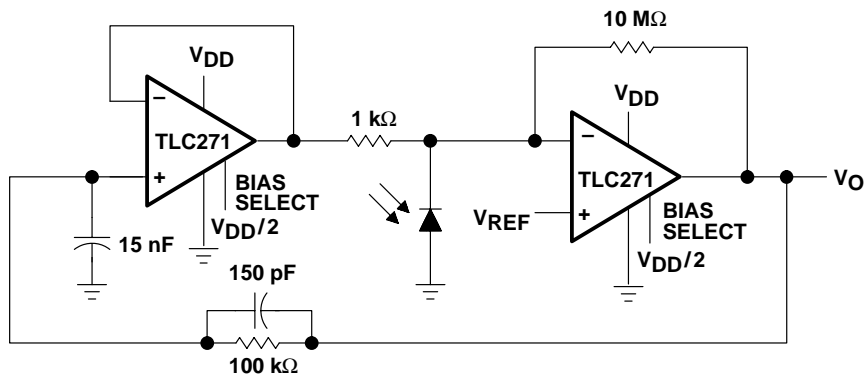 10 MΩ
VDD
−
TLC271
+
BIAS
SELECT
VDD/2
15 nF
1 kΩ
VREF
VDD
−
TLC271
+
BIAS
SELECT
VDD/2
VO
150 pF
100 kΩ